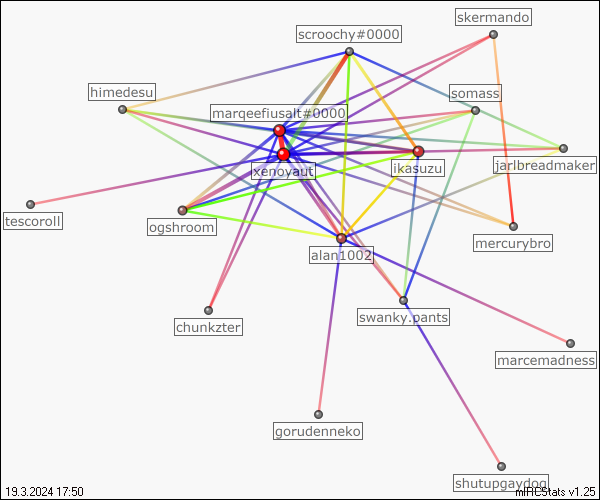 skermando
scroochy#0000
himedesu
somass
marqeefiusalt#0000
xenoyaut
ikasuzu
jarlbreadmaker
tescoroll
ogshroom
mercurybro
alan1002
swanky.pants
chunkzter
marcemadness
gorudenneko
shutupgaydog
19.3.2024 17:50
mIRCStats v1.25